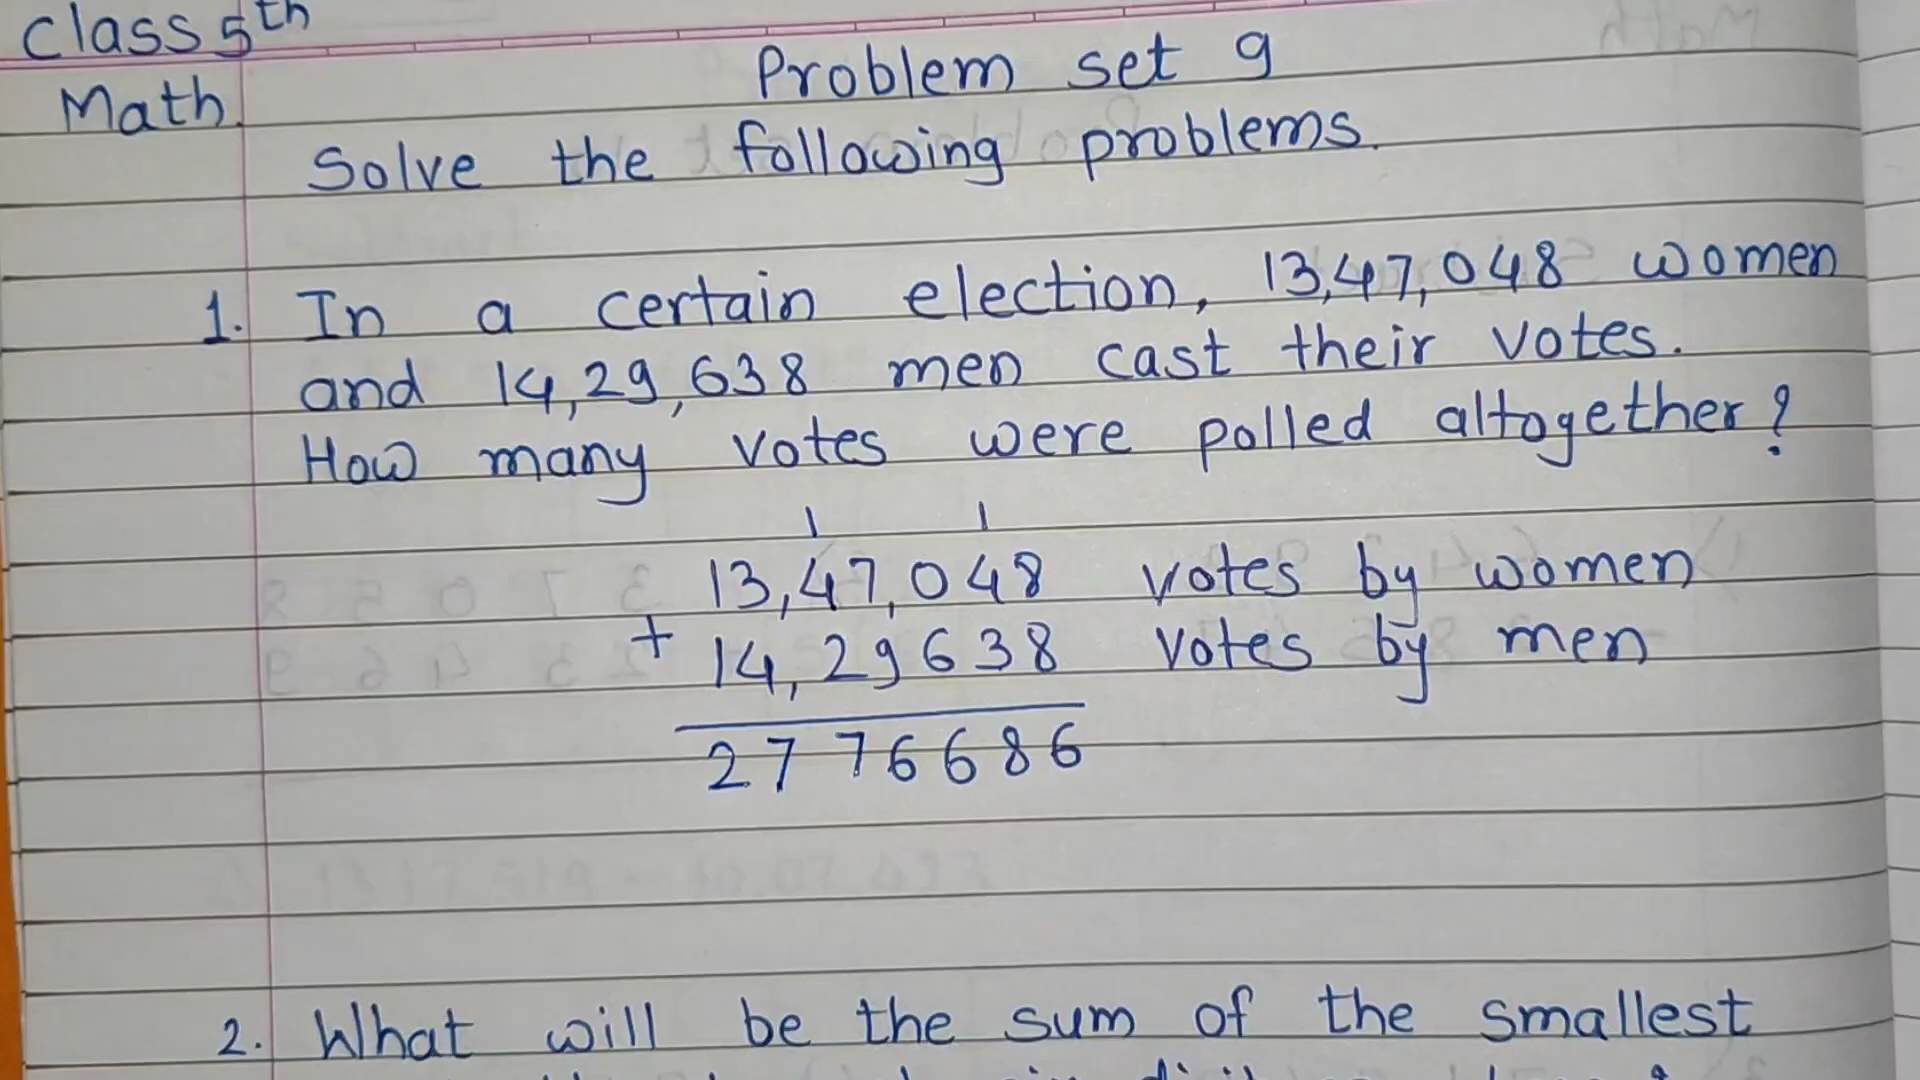 Class 5th
Math.
Problem set 9
Solve the following problems.
1. In a certain election, 13,47,048 women
and 14,29,638 men cast their votes.
How many votes were polled altogether?
1 1
13,47,048 votes by women
+ 14,29638 votes by men
2776686
2. What will be the sum of the smallest